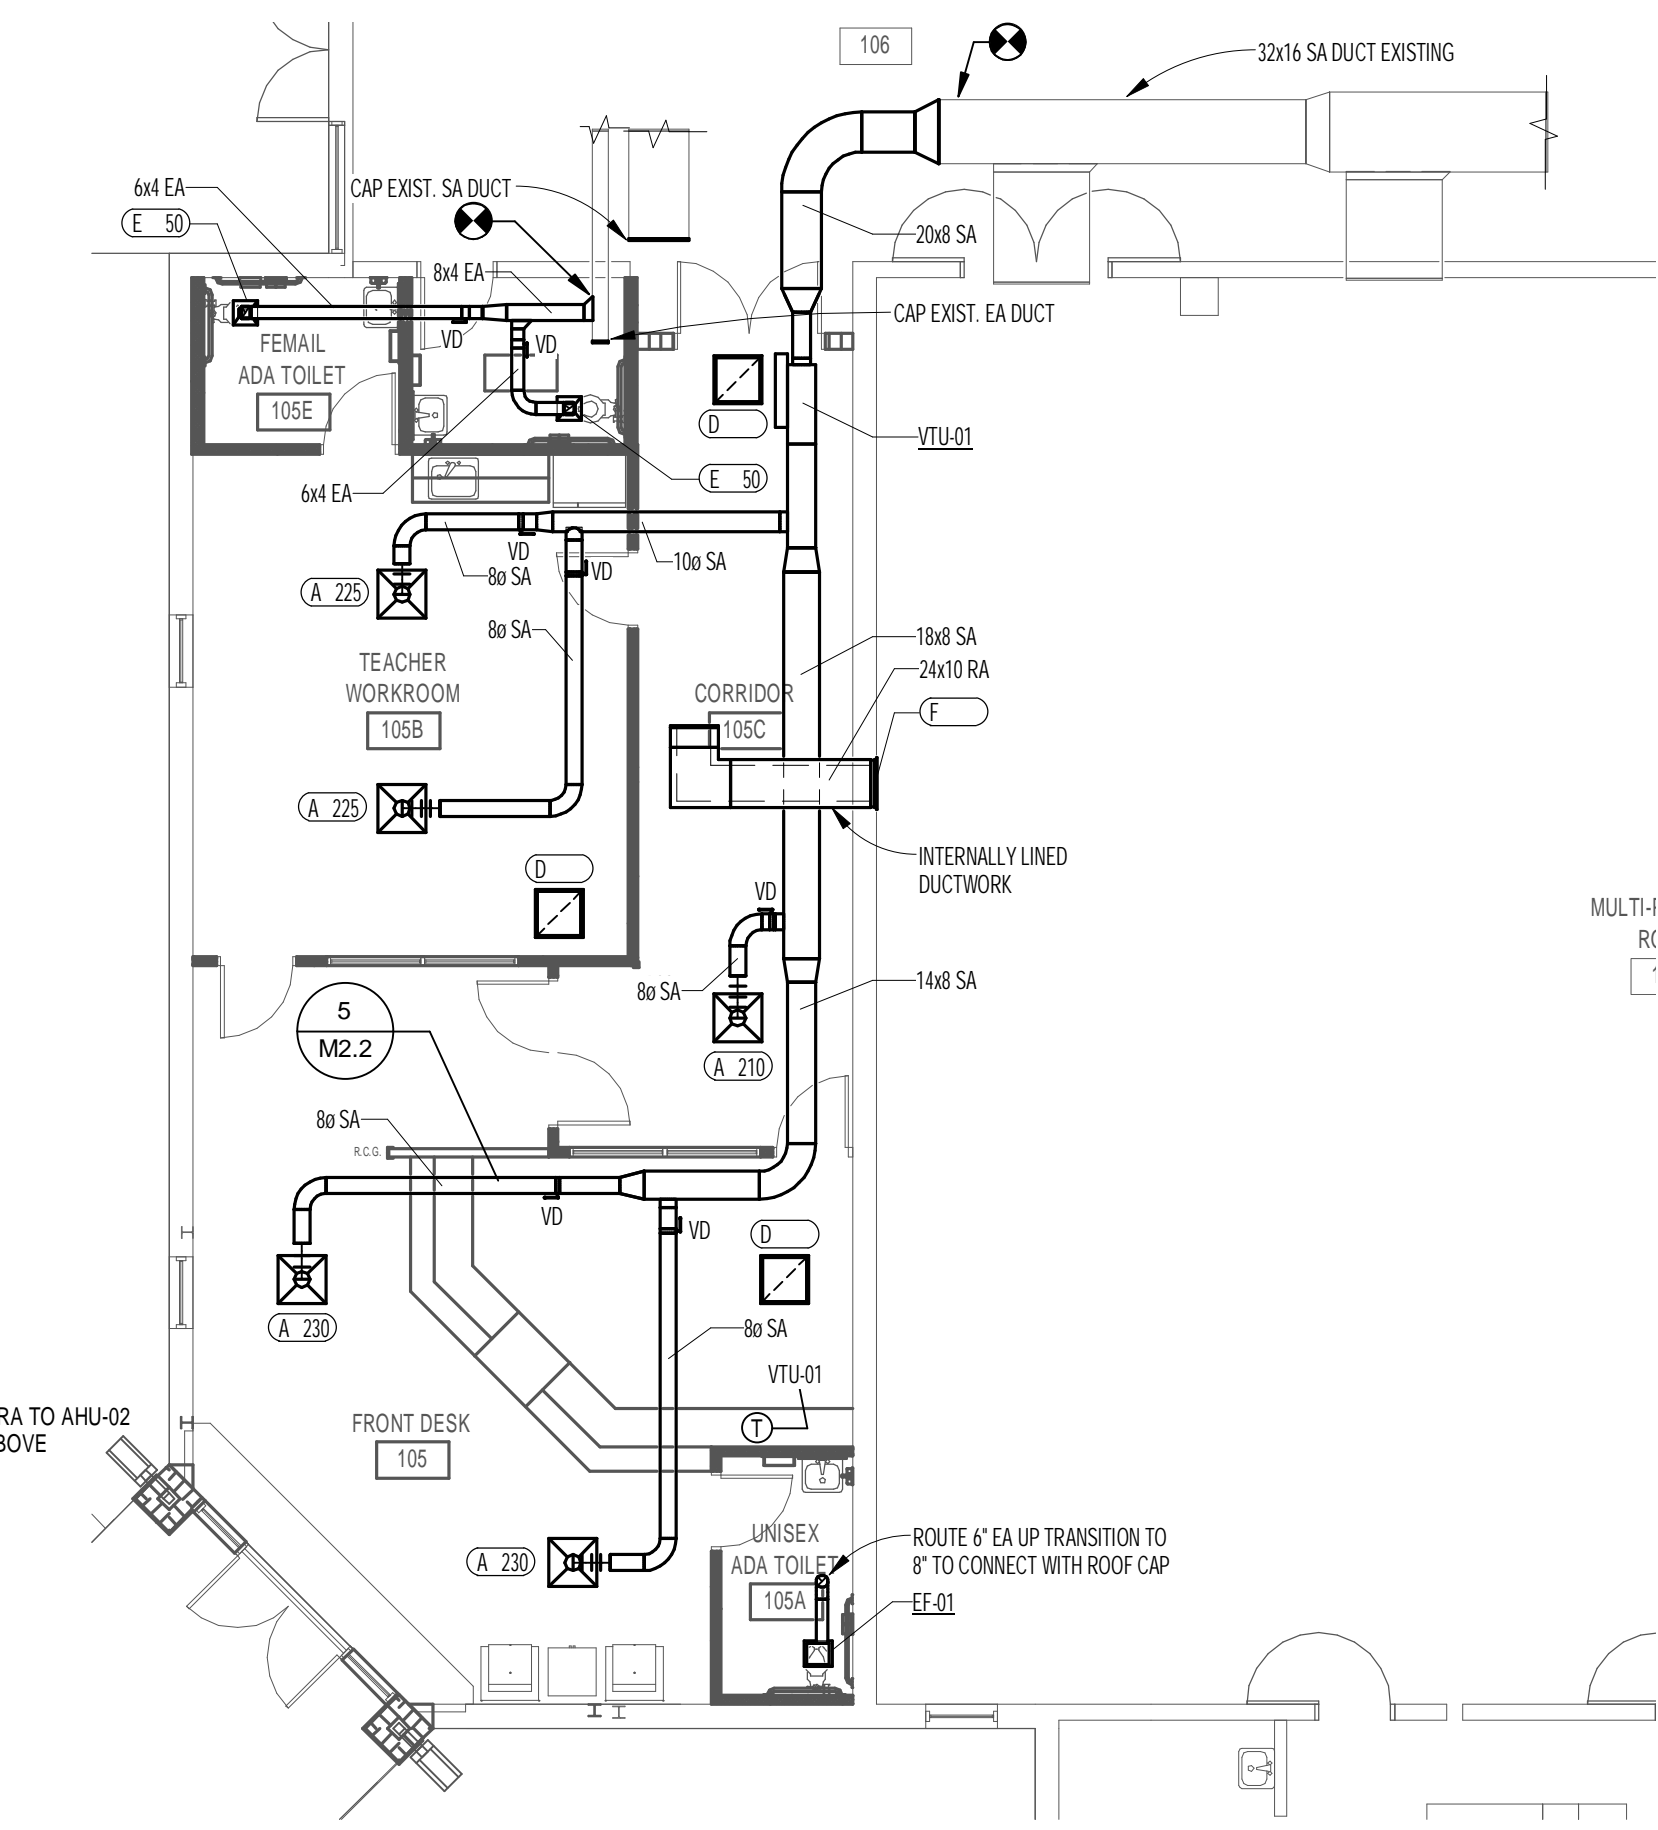 106
32x16 SA DUCT EXISTING
6x4 EA
CAP EXIST. SA DUCT
E 50
20x8 SA
8x4 EA
CAP EXIST. EA DUCT
VD
VD
FEMAIL
ADA TOILET
105E
D
VTU-01
E 50
6x4 EA
VD
8ø SA
10ø SA
VD
A 225
8ø SA
18x8 SA
TEACHER
WORKROOM
105B
24x10 RA
CORRIDOR
105C
F
A 225
INTERNALLY LINED
DUCTWORK
D
VD
MULTI-
8ø SA
14x8 SA
5
M2.2
A 210
8ø SA
R.C.G.
VD
VD
D
A 230
8ø SA
VTU-01
RA TO AHU-02
T
FRONT DESK
105
UNISEX
ADA TOILET
105A
ROUTE 6" EA UP TRANSITION TO
8" TO CONNECT WITH ROOF CAP
A 230
EF-01